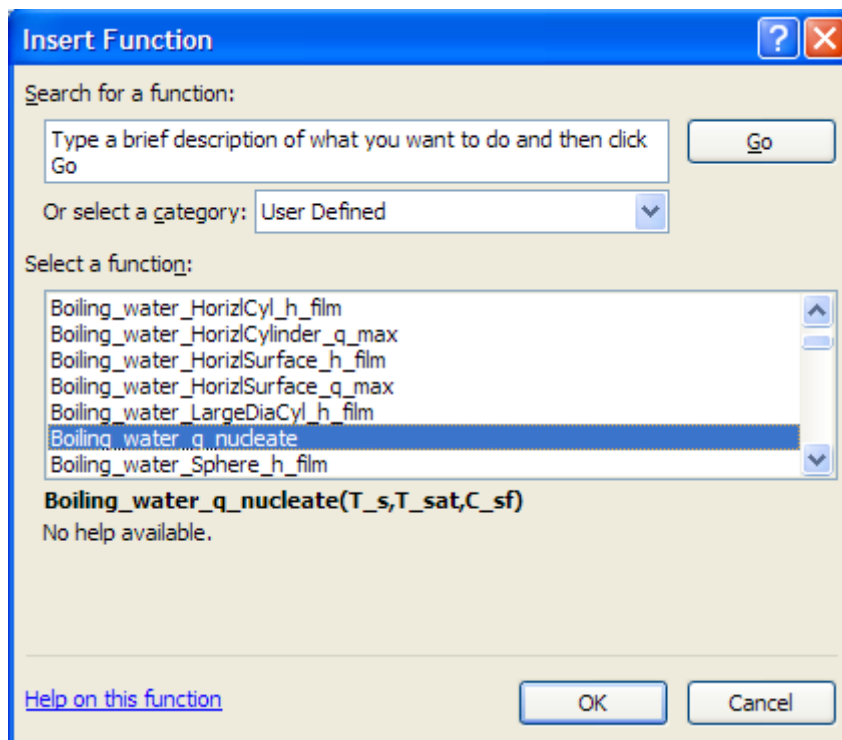 Insert Function
Search for a function:
Type a brief description of what you want to do and then click
Go
Go
Or select a category: User Defined
Select a function:
Boiling_water_HorizlCyl_h_film
Boiling_water_HorizlCylinder_q_max
Boiling_water_HorizlSurface_h_film
Boiling_water_HorizlSurface_q_max
Boiling_water_LargeDiaCyl_h_film
Boiling_water_q_nucleate
Boiling_water_Sphere_h_film
Boiling_water_q_nucleate(T_s,T_sat,C_sf)
No help available.
Help on this function
OK
Cancel